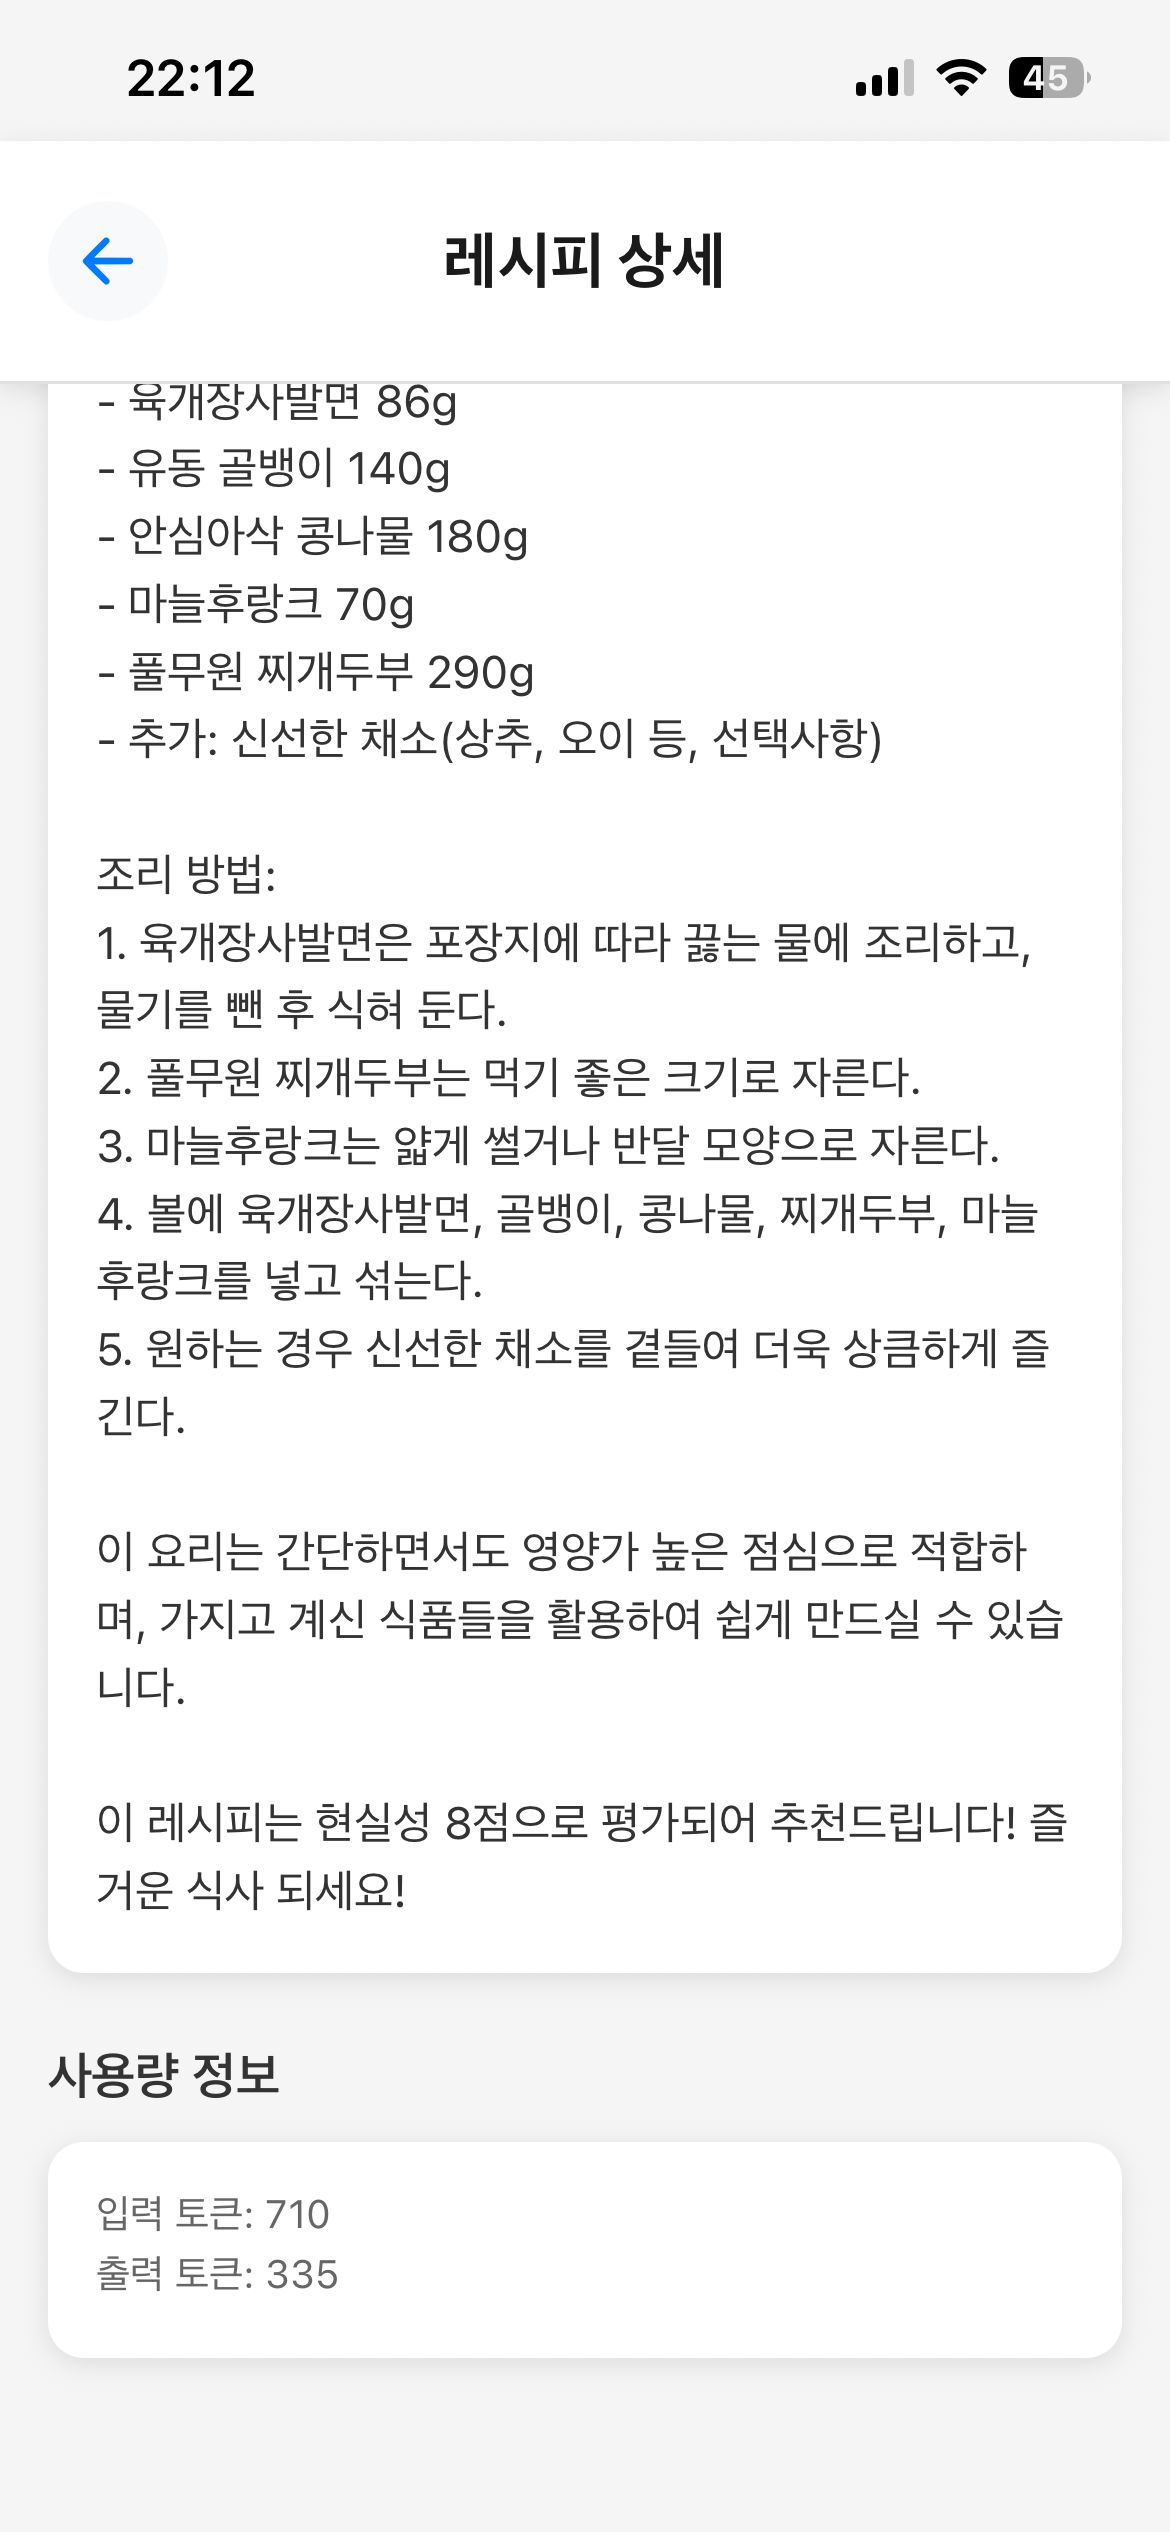 22:12
45
레시피 상세
- 육개장사발면 86g
- 유동 골뱅이 140g
- 안심아삭 콩나물 180g
- 마늘후랑크 70g
- 풀무원 찌개두부 290g
- 추가: 신선한 채소(상추, 오이 등, 선택사항)
조리 방법:
1. 육개장사발면은 포장지에 따라 끓는 물에 조리하고,
물기를 뺀 후 식혀 둔다.
2. 풀무원 찌개두부는 먹기 좋은 크기로 자른다.
3. 마늘후랑크는 얇게 썰거나 반달 모양으로 자른다.
4. 볼에 육개장사발면, 골뱅이, 콩나물, 찌개두부, 마늘
후랑크를 넣고 섞는다.
5. 원하는 경우 신선한 채소를 곁들여 더욱 상큼하게 즐
긴다.
이 요리는 간단하면서도 영양가 높은 점심으로 적합하
며, 가지고 계신 식품들을 활용하여 쉽게 만드실 수 있습
니다.
이 레시피는 현실성 8점으로 평가되어 추천드립니다! 즐
거운 식사 되세요!
사용량 정보
입력 토큰: 710
출력 토큰: 335